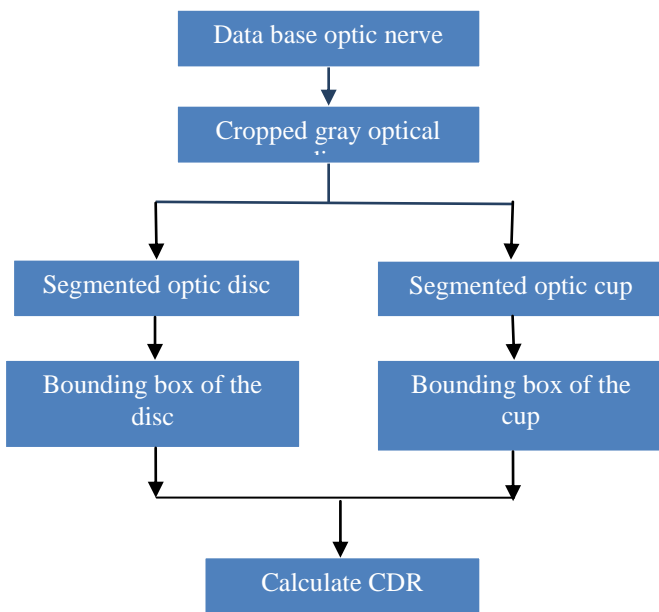 Data base optic nerve
Cropped gray optical
Segmented optic disc
Segmented optic cup
Bounding box of the
disc
Bounding box of the
cup
Calculate CDR